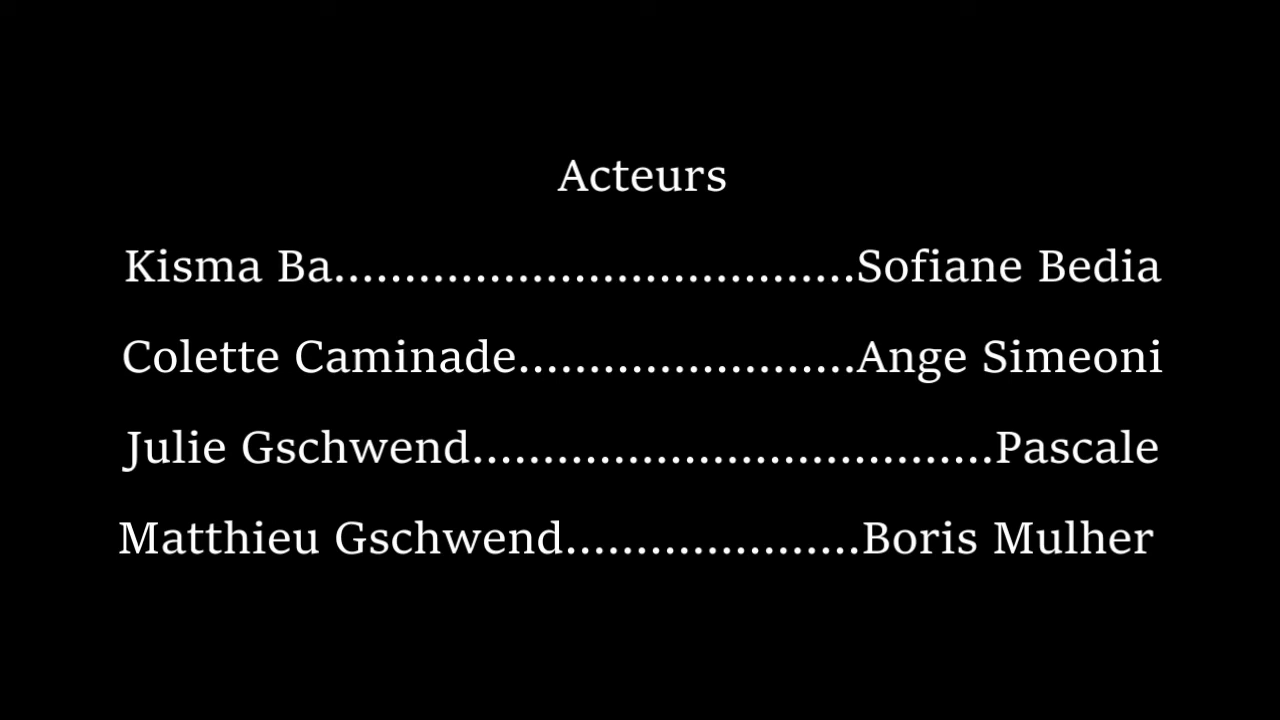 Acteurs
Kisma Ba.....................................Sofiane Bedia
Colette Caminade........................Ange Simeoni
Julie Gschwend.....................................Pascale
Matthieu Gschwend.....................Boris Mulher